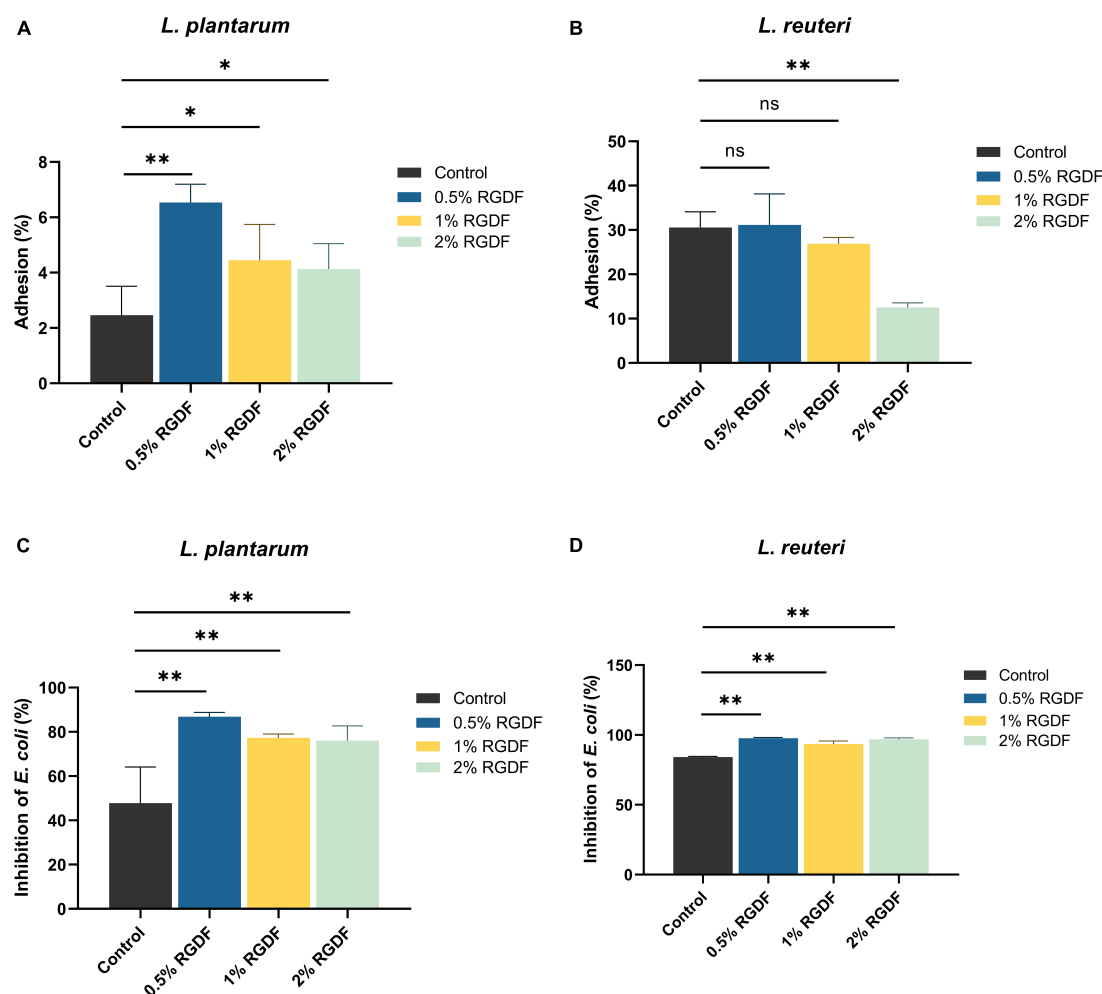 A
L. plantarum
*
*
**
Adhesion (%)
8
6
4
2
0
Control
0.5% RGDF
1% RGDF
2% RGDF
Control
0.5% RGDF
1% RGDF
2% RGDF
B
L. reuteri
**
ns
ns
Adhesion (%)
50
40
30
20
10
0
Control
0.5% RGDF
1% RGDF
2% RGDF
Control
0.5% RGDF
1% RGDF
2% RGDF
C
L. plantarum
**
**
**
Inhibition of E. coli (%)
100
80
60
40
20
0
Control
0.5% RGDF
1% RGDF
2% RGDF
Control
0.5% RGDF
1% RGDF
2% RGDF
D
L. reuteri
**
**
**
Inhibition of E. coli (%)
150
100
50
0
Control
0.5% RGDF
1% RGDF
2% RGDF
Control
0.5% RGDF
1% RGDF
2% RGDF